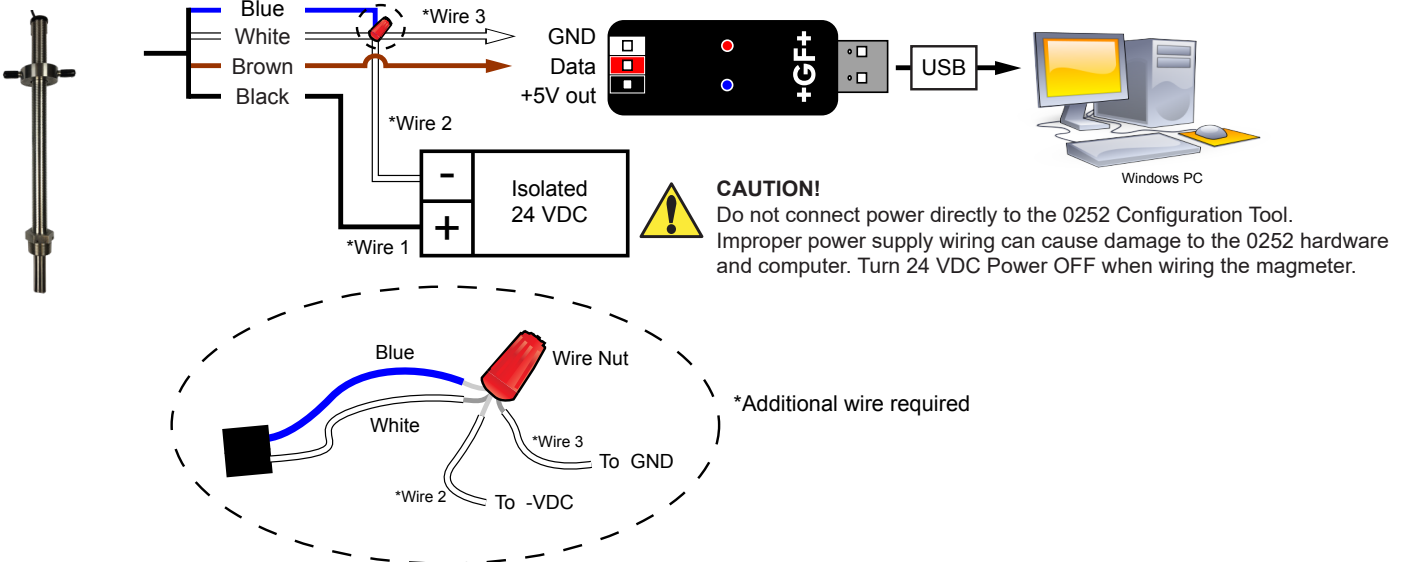 Blue
White
Brown
Black
*Wire 3
*Wire 2
*Wire 1
GND
Data
+5V out
+GF+
USB
Windows PC
-
+
Isolated
24 VDC
CAUTION!
Do not connect power directly to the 0252 Configuration Tool.
Improper power supply wiring can cause damage to the 0252 hardware
and computer. Turn 24 VDC Power OFF when wiring the magmeter.
Blue
Wire Nut
White
*Wire 3
To GND
*Wire 2
To -VDC
*Additional wire required